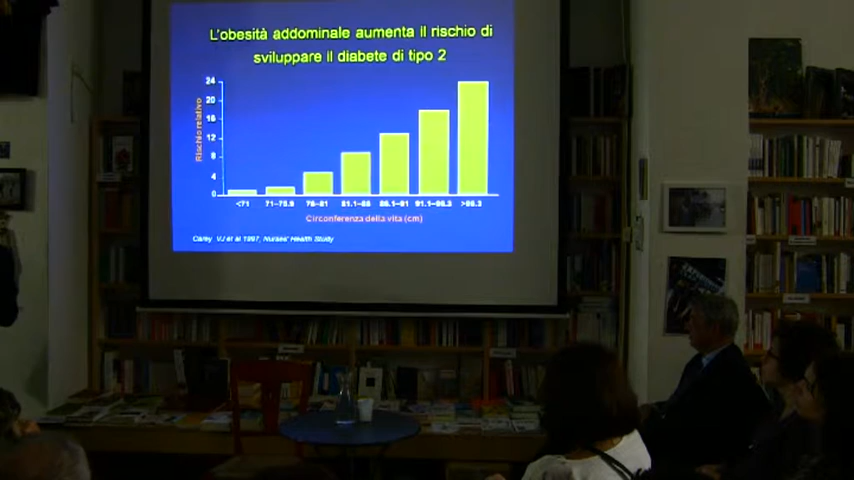 L'obesità addominale aumenta il rischio di
sviluppare il diabete di tipo 2
24
20
16
12
8
4
0
Rischio relativo
<71 71–75.9 76–81 81.1–86 86.1–91 91.1–96.3 >96.3
Circonferenza della vita (cm)
Carey VJ et al 1997, Nurses' Health Study